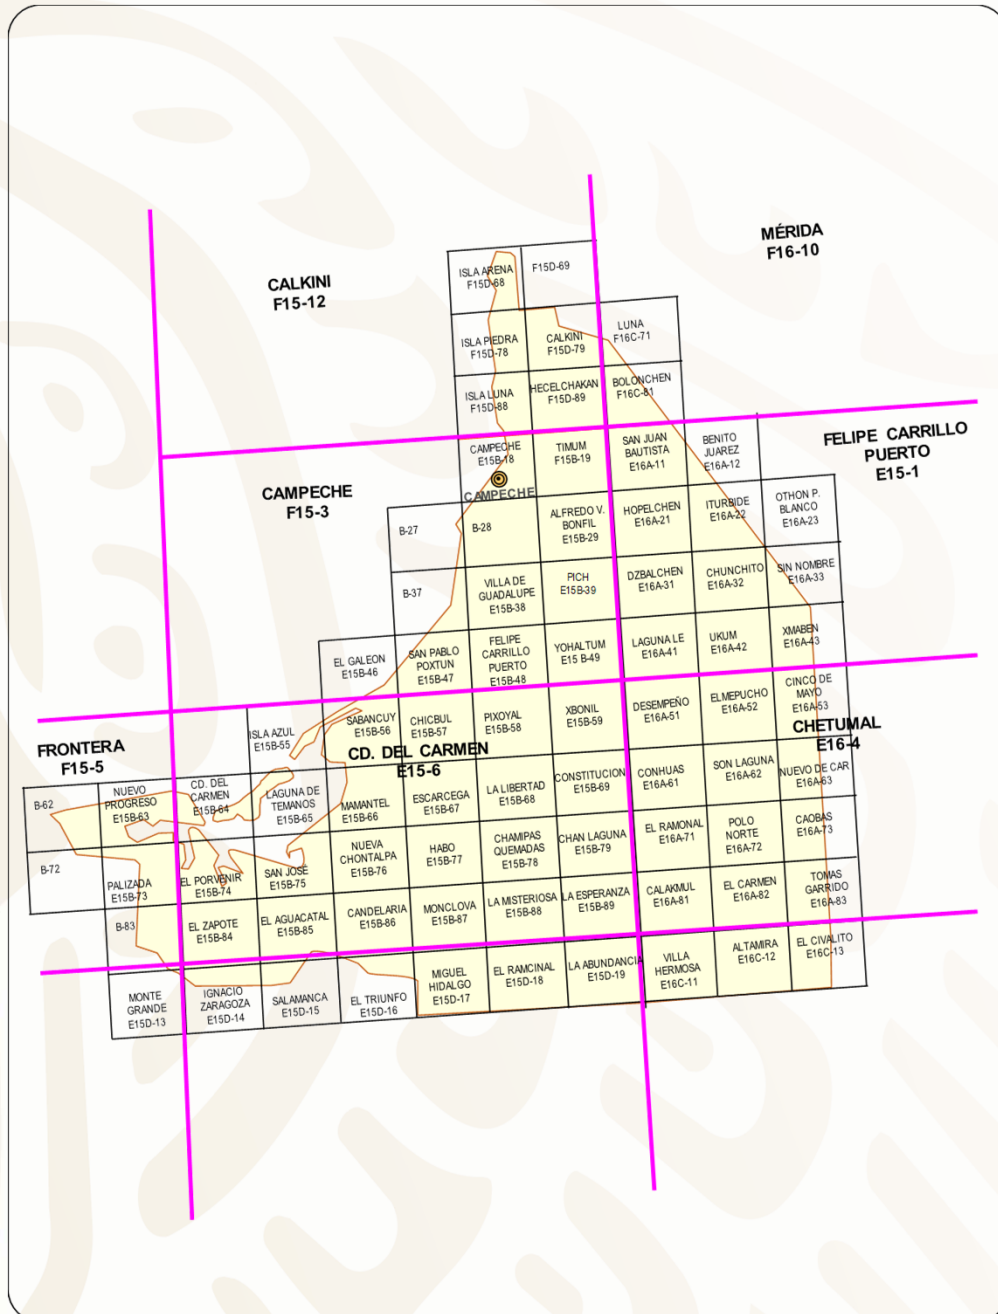 MÉRIDA
F16-10
CALKINI
F15-12
ISLA ARENA
F15D-68
F15D-69
ISLA PIEDRA
F15D-78
CALKINI
F15D-79
LUNA
F16C-71
ISLA LUNA
F15D-88
HECELCHAKAN
F15D-89
BOLONCHEN
F16C-81
FELIPE CARRILLO
PUERTO
E15-1
CAMPECHE
F15-3
CAMPECHE
E15B-18
CAMPECHE
TIMUM
F15B-19
SAN JUAN
BAUTISTA
E16A-11
BENITO
JUAREZ
E16A-12
B-27
B-28
ALFREDO V.
BONFIL
E15B-29
HOPELCHEN
E16A-21
ITURBIDE
E16A-22
OTHON P.
BLANCO
E16A-23
B-37
VILLA DE
GUADALUPE
E15B-38
PICH
E15B-39
DZBALCHEN
E16A-31
CHUNCHITO
E16A-32
SIN NOMBRE
E16A-33
EL GALEON
E15B-46
SAN PABLO
POXTUN
E15B-47
FELIPE
CARRILLO
PUERTO
E15B-48
YOHALTUM
E15 B-49
LAGUNA LE
E16A-41
UKUM
E16A-42
XMABEN
E16A-43
FRONTERA
F15-5
CD. DEL CARMEN
E15-6
CHETUMAL
E16-4
ISLA AZUL
E15B-55
SABANCUY
E15B-56
CHICBUL
E15B-57
PIXOYAL
E15B-58
XBONIL
E15B-59
DESEMPEÑO
E16A-51
ELMEPUCHO
E16A-52
CINCO DE
MAYO
E16A-53
B-62
NUEVO
PROGRESO
E15B-63
CD. DEL
CARMEN
E15B-64
LAGUNA DE
TEMANOS
E15B-65
MAMANTEL
E15B-66
ESCARCEGA
E15B-67
LA LIBERTAD
E15B-68
CONSTITUCION
E15B-69
CONHUAS
E16A-61
SON LAGUNA
E16A-62
NUEVO DE CAR
E16A-63
B-72
PALIZADA
E15B-73
EL PORVENIR
E15B-74
SAN JOSE
E15B-75
NUEVA
CHONTALPA
E15B-76
HABO
E15B-77
CHAMIPAS
QUEMADAS
E15B-78
CHAN LAGUNA
E15B-79
EL RAMONAL
E16A-71
POLO
NORTE
E16A-72
CAOBAS
E16A-73
B-83
EL ZAPOTE
E15B-84
EL AGUACATAL
E15B-85
CANDELARIA
E15B-86
MONCLOVA
E15B-87
LA MISTERIOSA
E15B-88
LA ESPERANZA
E15B-89
CALAKMUL
E16A-81
EL CARMEN
E16A-82
TOMAS
GARRIDO
E16A-83
MONTE
GRANDE
E15D-13
IGNACIO
ZARAGOZA
E15D-14
SALAMANCA
E15D-15
EL TRIUNFO
E15D-16
MIGUEL
HIDALGO
E15D-17
EL RAMCINAL
E15D-18
LA ABUNDANCIA
E15D-19
VILLA
HERMOSA
E16C-11
ALTAMIRA
E16C-12
EL CIVALITO
E16C-13